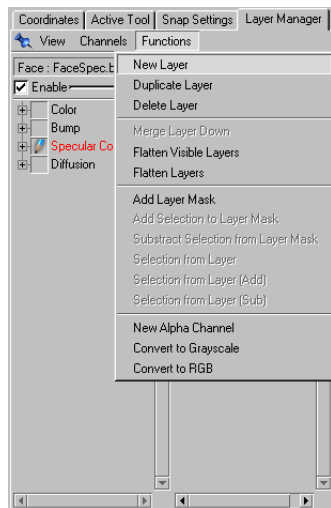 Coordinates Active Tool Snap Settings Layer Manager
View Channels Functions
Face : FaceSpec.t
Enable
Color
Bump
Specular Co
Diffusion
New Layer
Duplicate Layer
Delete Layer
Merge Layer Down
Flatten Visible Layers
Flatten Layers
Add Layer Mask
Add Selection to Layer Mask
Substract Selection from Layer Mask
Selection from Layer
Selection from Layer (Add)
Selection from Layer (Sub)
New Alpha Channel
Convert to Grayscale
Convert to RGB